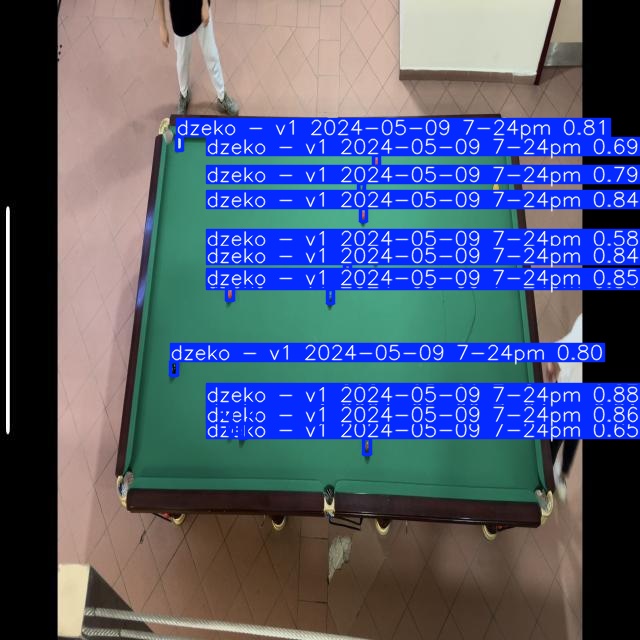 dzeko - v1 2024-05-09 7-24pm 0.81
dzeko - v1 2024-05-09 7-24pm 0.69
dzeko - v1 2024-05-09 7-24pm 0.79
dzeko - v1 2024-05-09 7-24pm 0.84
dzeko - v1 2024-05-09 7-24pm 0.58
dzeko - v1 2024-05-09 7-24pm 0.84
dzeko - v1 2024-05-09 7-24pm 0.85
dzeko - v1 2024-05-09 7-24pm 0.80
dzeko - v1 2024-05-09 7-24pm 0.88
dzeko - v1 2024-05-09 7-24pm 0.86
dzeko - v1 2024-05-09 7-24pm 0.65